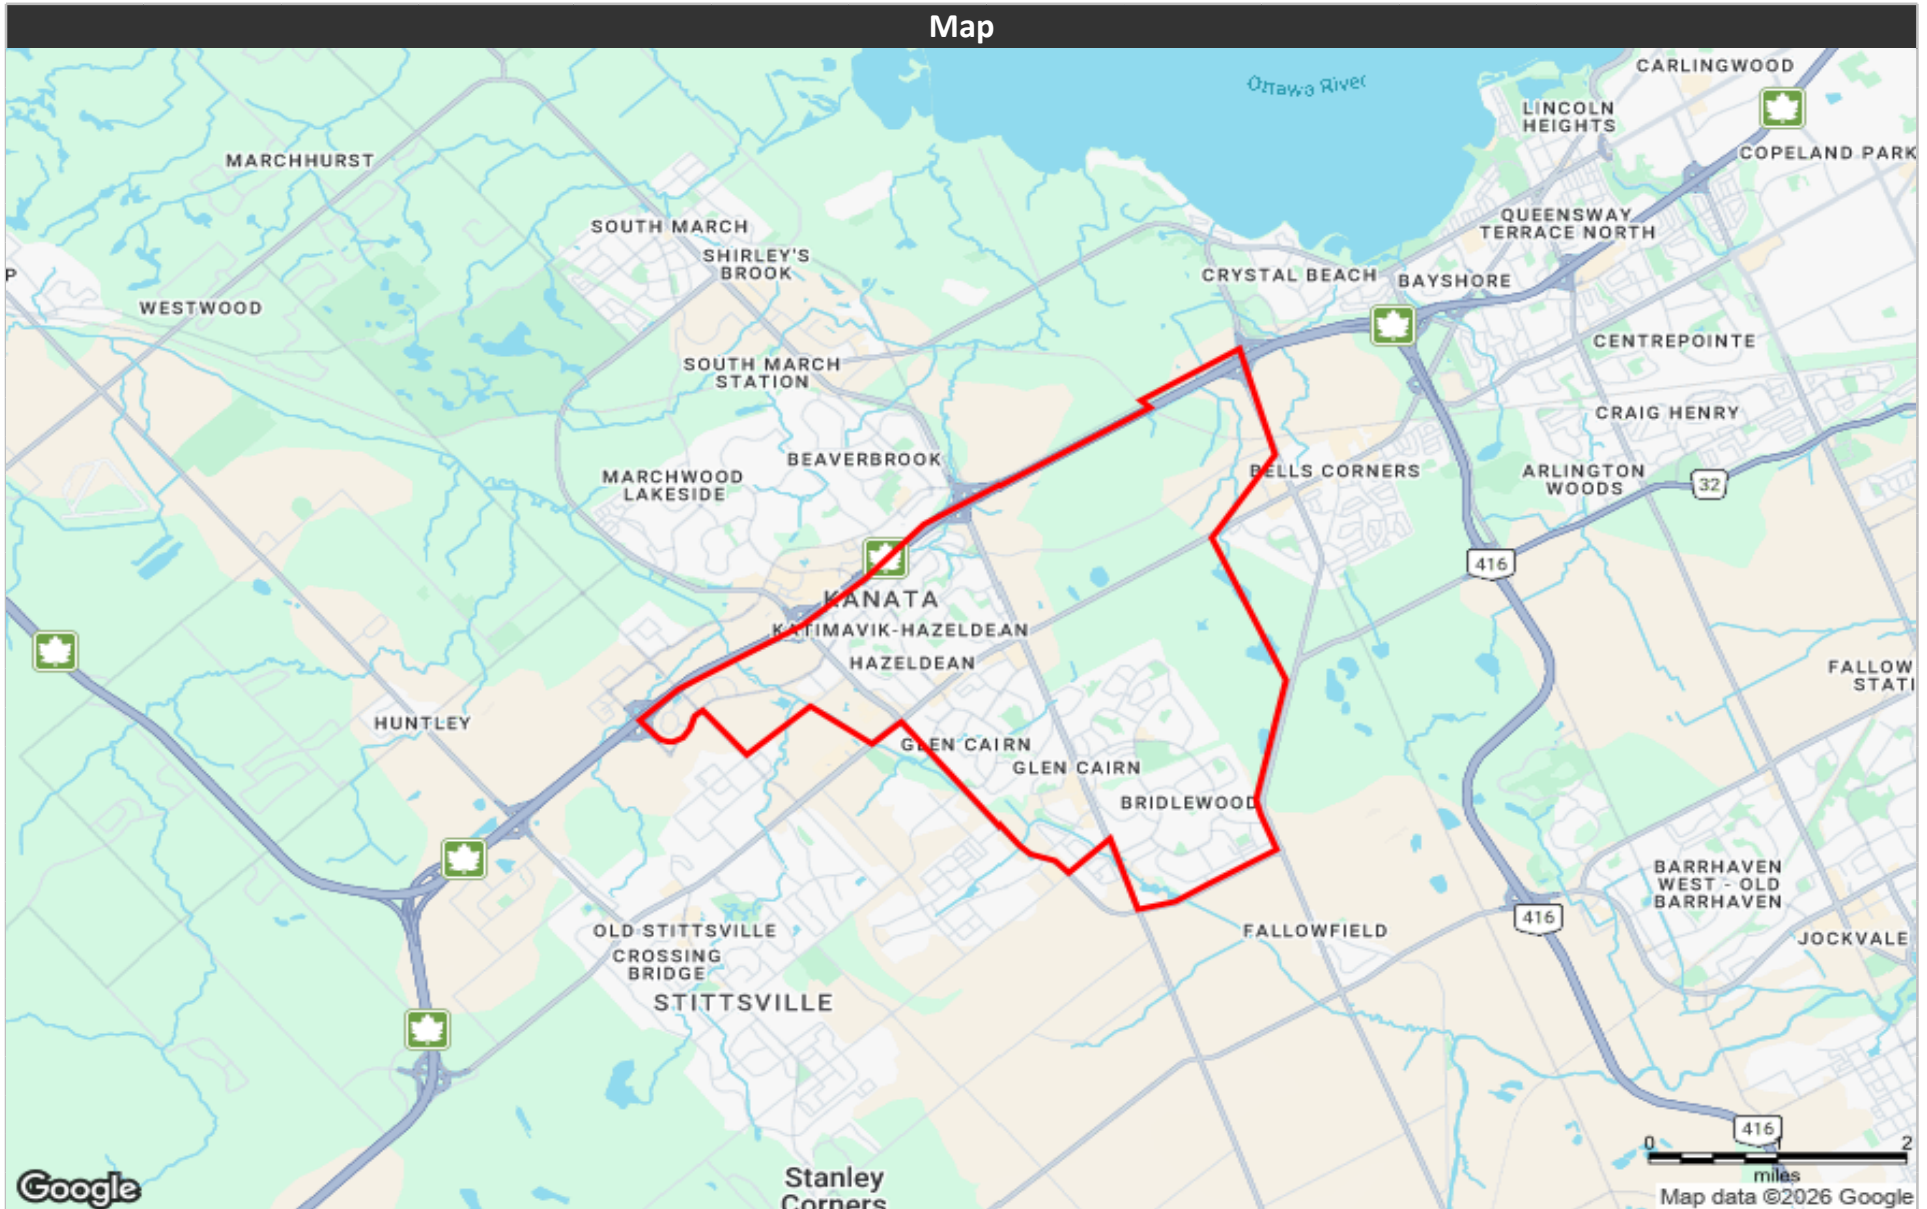 Map
Ottawa River
CARLINGWOOD
LINCOLN
HEIGHTS
COPELAND PARK
MARCHHURST
SOUTH MARCH
QUEENSWAY
TERRACE NORTH
SHIRLEY'S
BROOK
P
CRYSTAL BEACH
BAYSHORE
WESTWOOD
CENTREPOINTE
SOUTH MARCH
STATION
CRAIG HENRY
BEAVERBROOK
BELLS CORNERS
ARLINGTON
WOODS
32
MARCHWOOD
LAKESIDE
416
KANATA
KATIMAVIK-HAZELDEAN
HAZELDEAN
FALLOW
STATI
HUNTLEY
GLEN CAIRN
GLEN CAIRN
BRIDLEWOOD
BARRHAVEN
WEST - OLD
BARRHAVEN
416
OLD STITTSVILLE
FALLOWFIELD
JOCKVALE
CROSSING
BRIDGE
STITTSVILLE
416
0 1 2
miles
Stanley
Corners
Google
Map data ©2026 Google